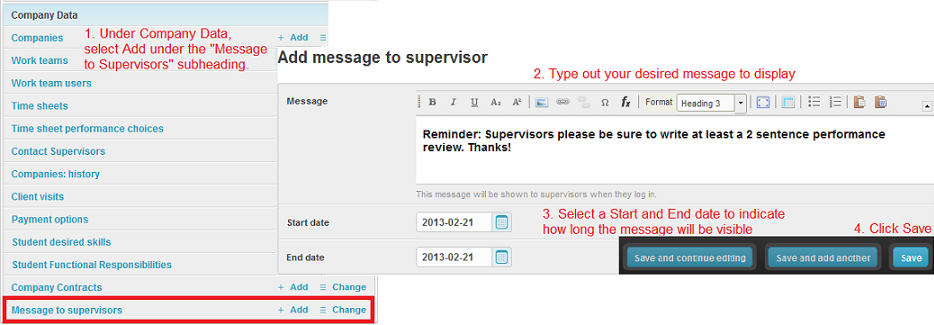 Company Data
Companies
+ Add
1. Under Company Data,
select Add under the "Message
to Supervisors" subheading.
Work teams
Work team users
Time sheets
Time sheet performance choices
Contact Supervisors
Companies: history
Client visits
Payment options
Student desired skills
Student Functional Responsibilities
Company Contracts
+ Add
Change
Message to supervisors
+ Add
Change
Add message to supervisor
2. Type out your desired message to display
Message
B I U A₂ A² Ω fx Format Heading 3
Reminder: Supervisors please be sure to write at least a 2 sentence performance
review. Thanks!
This message will be shown to supervisors when they log in.
Start date
2013-02-21
3. Select a Start and End date to indicate
how long the message will be visible
4. Click Save
End date
2013-02-21
Save and continue editing
Save and add another
Save